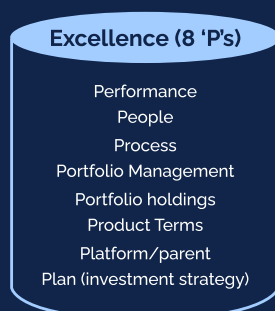 Excellence (8 ‘P’s)
Performance
People
Process
Portfolio Management
Portfolio holdings
Product Terms
Platform/parent
Plan (investment strategy)